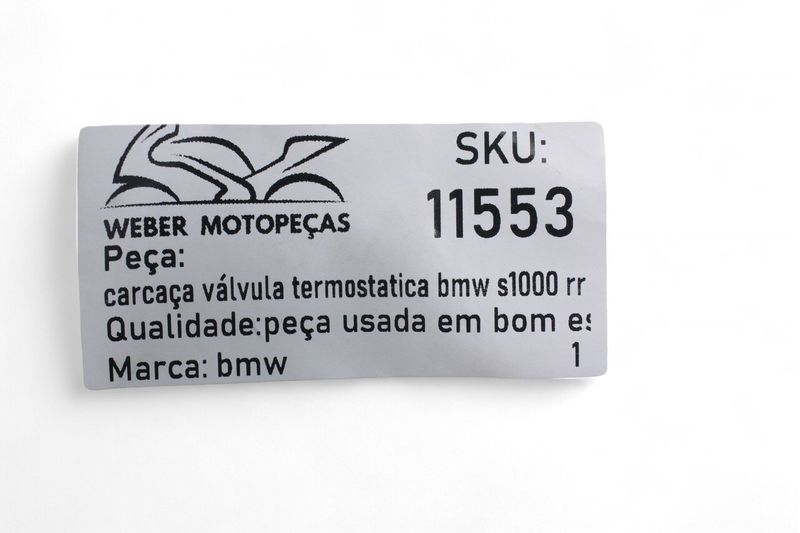 SKU:
11553
WEBER MOTOPEÇAS
Peça:
carcaça válvula termostatica bmw s1000 rr
Qualidade:peça usada em bom
Marca: bmw 1